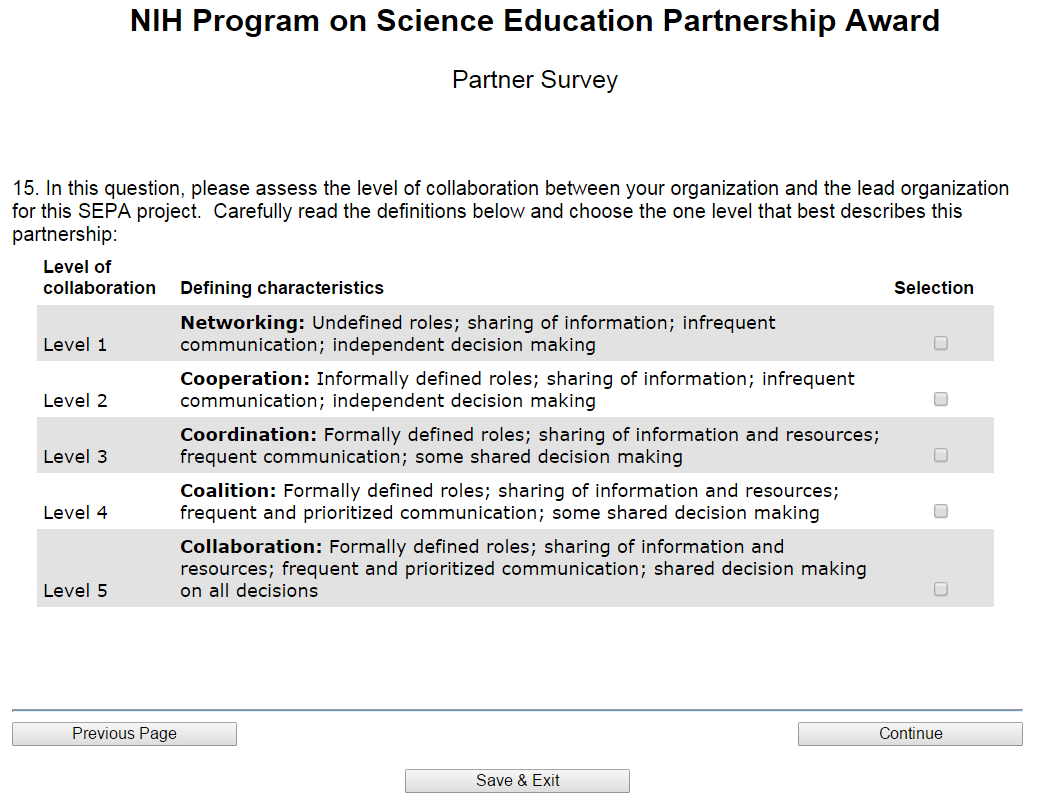 NIH Program on Science Education Partnership Award
Partner Survey
15. In this question, please assess the level of collaboration between your organization and the lead organization
for this SEPA project.  Carefully read the definitions below and choose the one level that best describes this
partnership:
Level of
collaboration Defining characteristics Selection
Networking: Undefined roles; sharing of information; infrequent
Level 1 communication; independent decision making
Cooperation: Informally defined roles; sharing of information; infrequent
Level 2 communication; independent decision making
Coordination: Formally defined roles; sharing of information and resources;
Level 3 frequent communication; some shared decision making
Coalition: Formally defined roles; sharing of information and resources;
Level 4 frequent and prioritized communication; some shared decision making
Collaboration: Formally defined roles; sharing of information and
resources; frequent and prioritized communication; shared decision making
Level 5 on all decisions
Previous Page Continue
Save & Exit